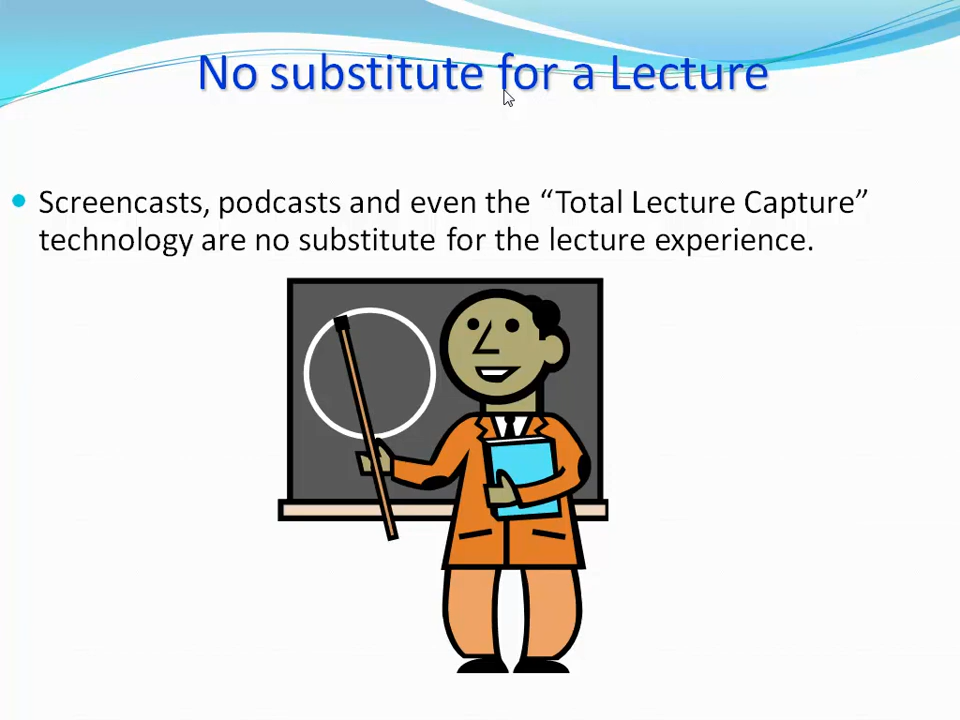 No substitute for a Lecture
Screencasts, podcasts and even the “Total Lecture Capture”
technology are no substitute for the lecture experience.